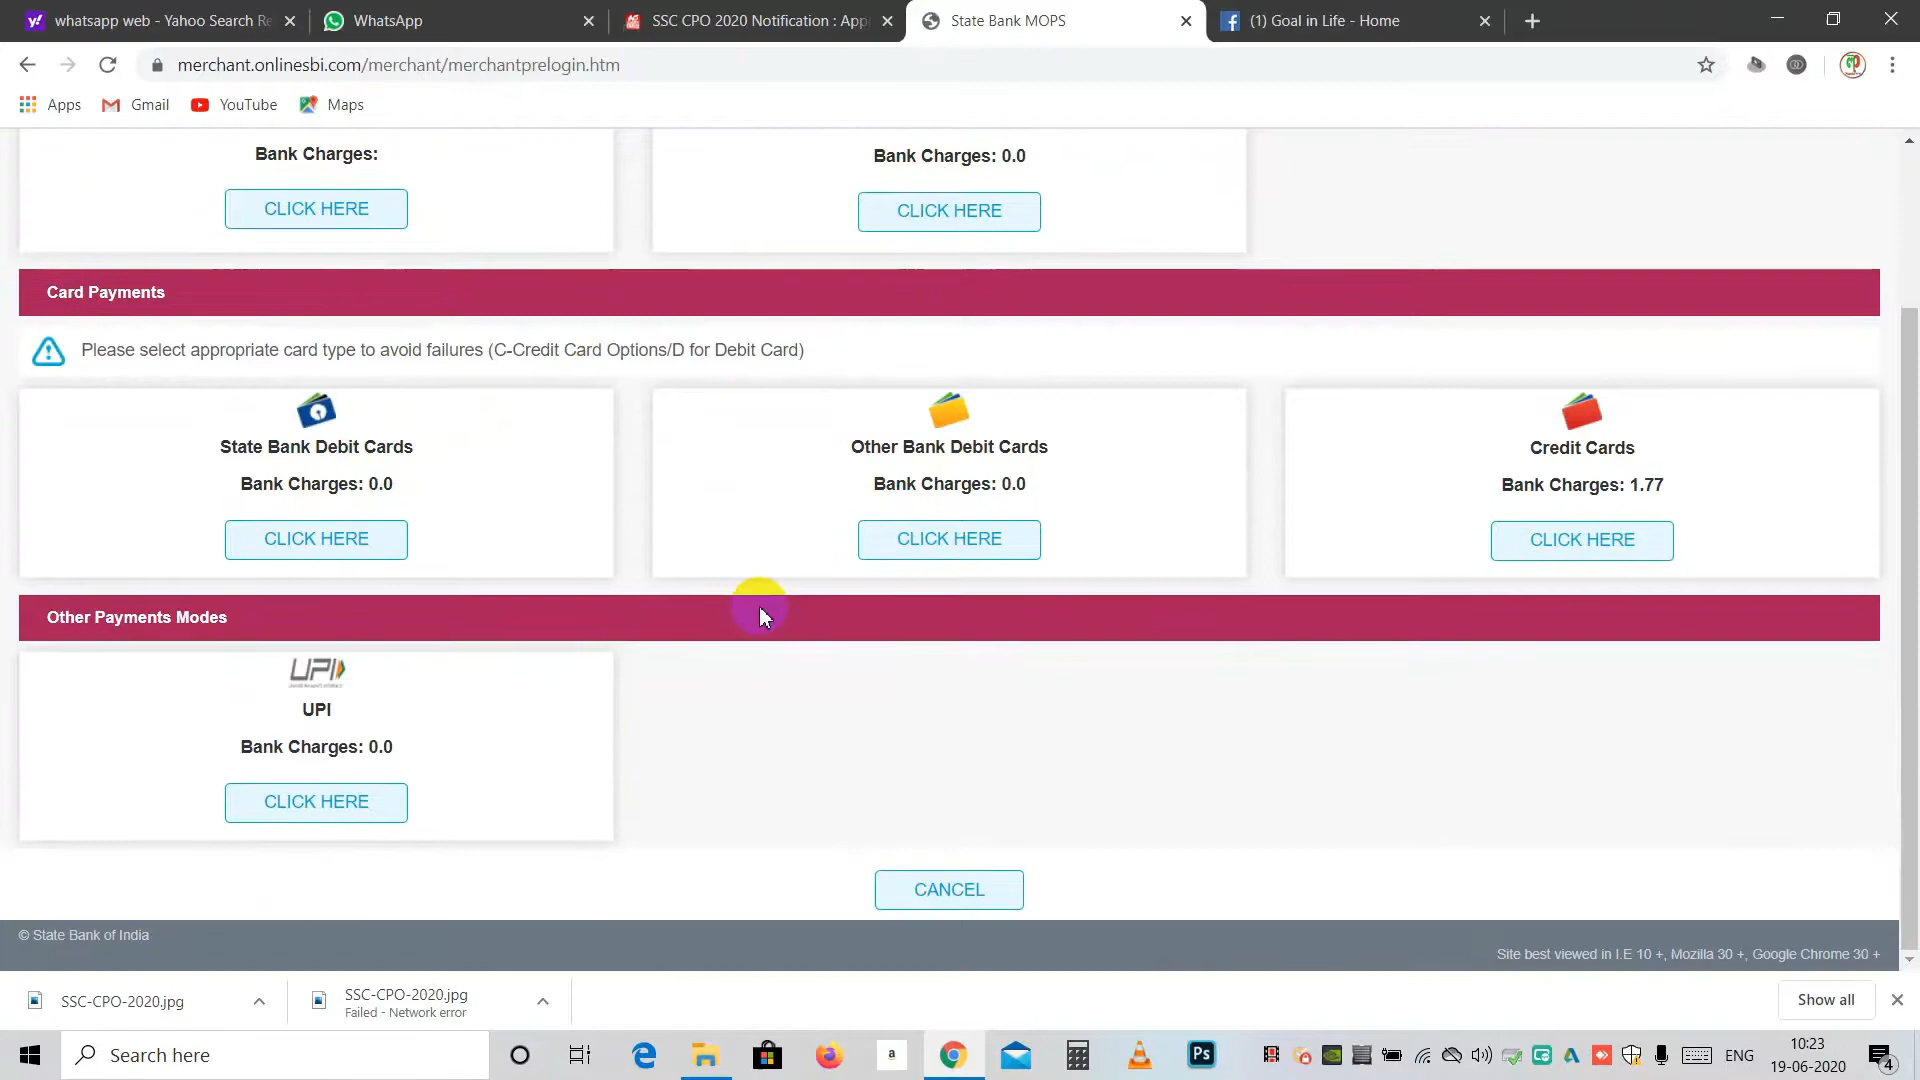 whatsapp web - Yahoo Search Re
WhatsApp
SSC CPO 2020 Notification : App
State Bank MOPS
(1) Goal in Life - Home
merchant.onlinesbi.com/merchant/merchantprelogin.htm
Apps
Gmail
YouTube
Maps
Bank Charges:
Bank Charges: 0.0
CLICK HERE
CLICK HERE
Card Payments
Please select appropriate card type to avoid failures (C-Credit Card Options/D for Debit Card)
State Bank Debit Cards
Other Bank Debit Cards
Credit Cards
Bank Charges: 0.0
Bank Charges: 0.0
Bank Charges: 1.77
CLICK HERE
CLICK HERE
CLICK HERE
Other Payments Modes
UPI
UPI
Bank Charges: 0.0
CLICK HERE
CANCEL
© State Bank of India
Site best viewed in I.E 10 +, Mozilla 30 +, Google Chrome 30 +
SSC-CPO-2020.jpg
SSC-CPO-2020.jpg
Failed - Network error
Show all
Search here
a
Ps
ENG
10:23
19-06-2020
4